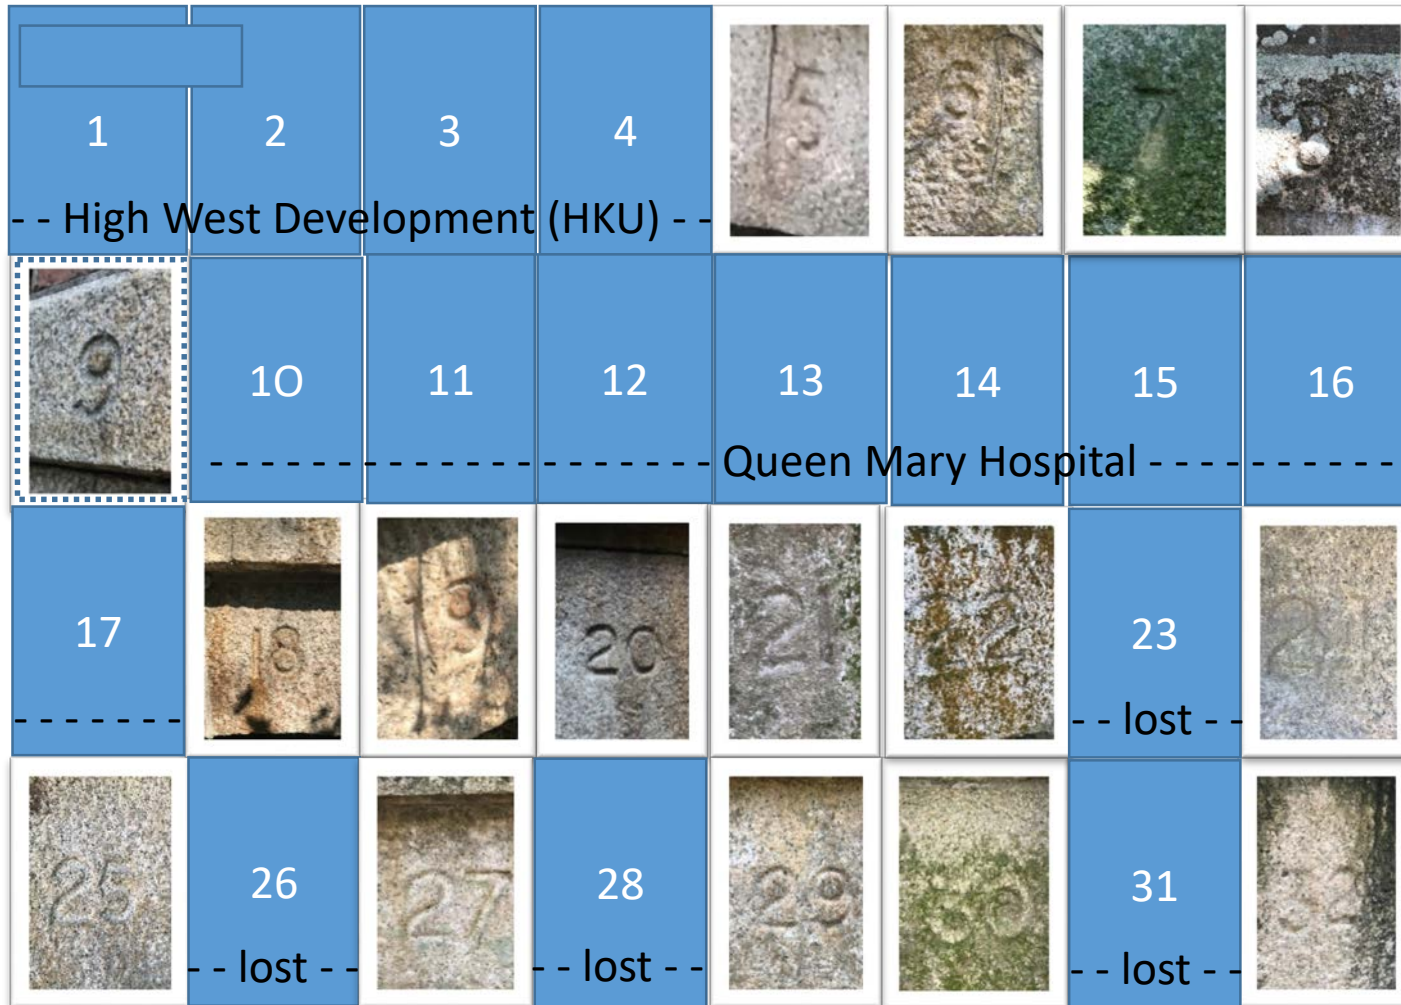 1 2 3 4 5 6 7
- - High West Development (HKU) - -
9 1O 11 12 13 14 15 16
- - - - - - - - - - - - - - - - - - - - Queen Mary Hospital - - - - - - - - - -
17 18 19 20 21 22 23 24
- - - - - - - - - lost - -
25 26 27 28 29 30 31 32
- - lost - - - - lost - - - - lost - -